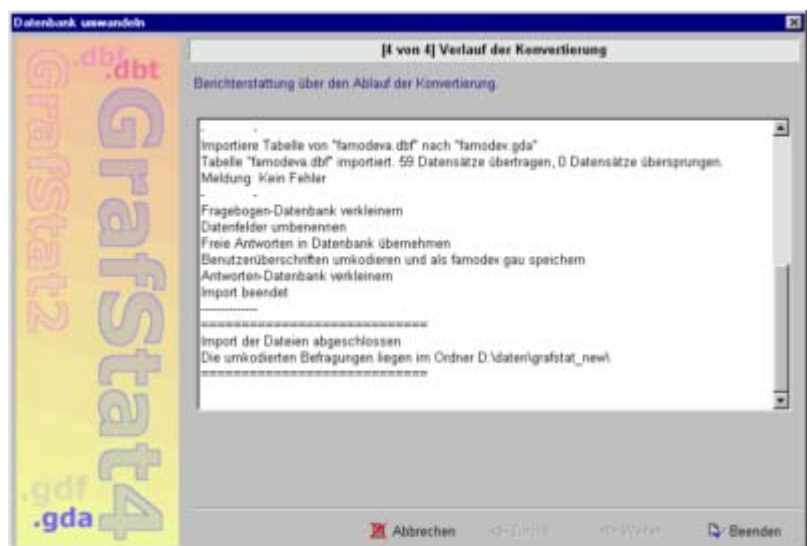 Datenbank umwandeln
[4 von 4] Verlauf der Konvertierung
Berichterstattung über den Ablauf der Konvertierung.
- -
Importiere Tabelle von "famodeva.dbf" nach "famodev.gda"
Tabelle "famodeva.dbf" importiert. 59 Datensätze übertragen, 0 Datensätze übersprungen.
Meldung: Kein Fehler
- -
Fragebogen-Datenbank verkleinern
Datenfelder umbenennen
Freie Antworten in Datenbank übernehmen
Benutzerüberschriften umkodieren und als famodev.gau speichern
Antworten-Datenbank verkleinern
Import beendet
--------------
============================
Import der Dateien abgeschlossen
Die umkodierten Befragungen liegen im Ordner D:\daten\grafstat_new\
============================
.dbf
.dbt
GrafStat2
GrafStat4
.gdf
.gda
Abbrechen
Zurück
Weiter
Beenden